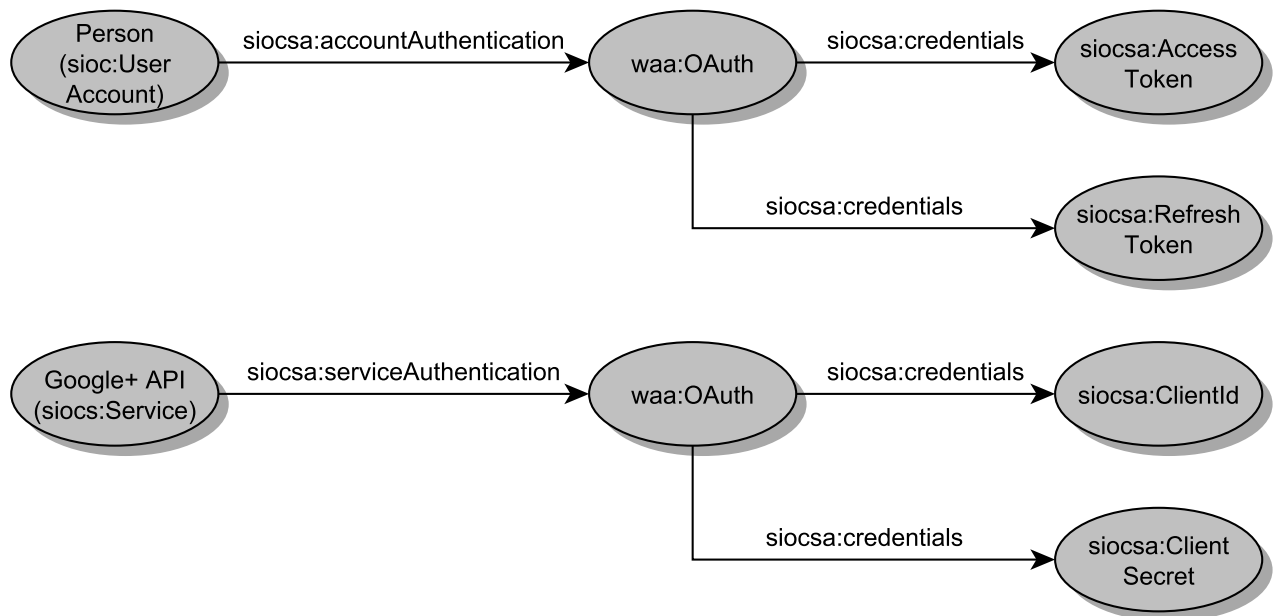 Person
(sioc:User
Account)
siocsa:accountAuthentication
waa:OAuth
siocsa:credentials
siocsa:Access
Token
siocsa:credentials
siocsa:Refresh
Token
Google+ API
(siocs:Service)
siocsa:serviceAuthentication
waa:OAuth
siocsa:credentials
siocsa:ClientId
siocsa:credentials
siocsa:Client
Secret